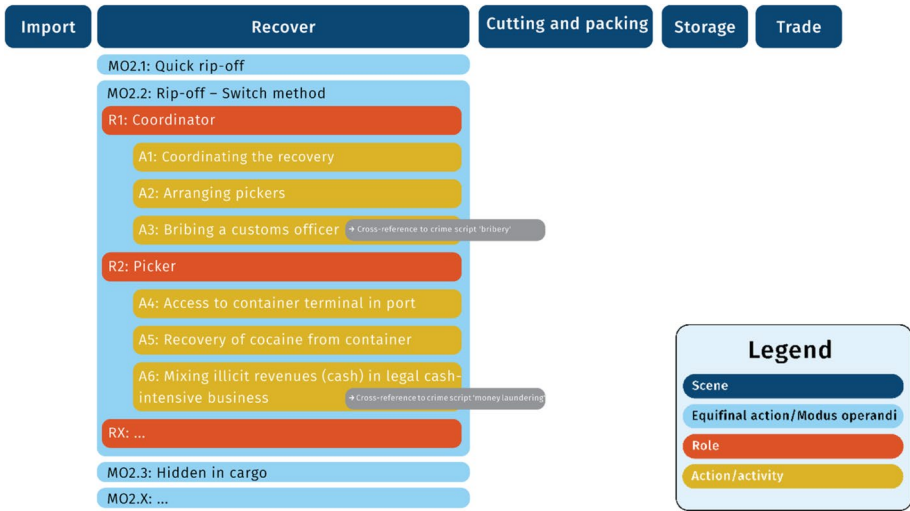 Import
Recover
Cutting and packing
Storage
Trade
MO2.1: Quick rip-off
MO2.2: Rip-off – Switch method
R1: Coordinator
A1: Coordinating the recovery
A2: Arranging pickers
A3: Bribing a customs officer
→ Cross-reference to crime script 'bribery'
R2: Picker
A4: Access to container terminal in port
A5: Recovery of cocaine from container
A6: Mixing illicit revenues (cash) in legal cash-
intensive business
→ Cross-reference to crime script 'money laundering'
RX: ...
MO2.3: Hidden in cargo
MO2.X: ...
Legend
Scene
Equifinal action/Modus operandi
Role
Action/activity